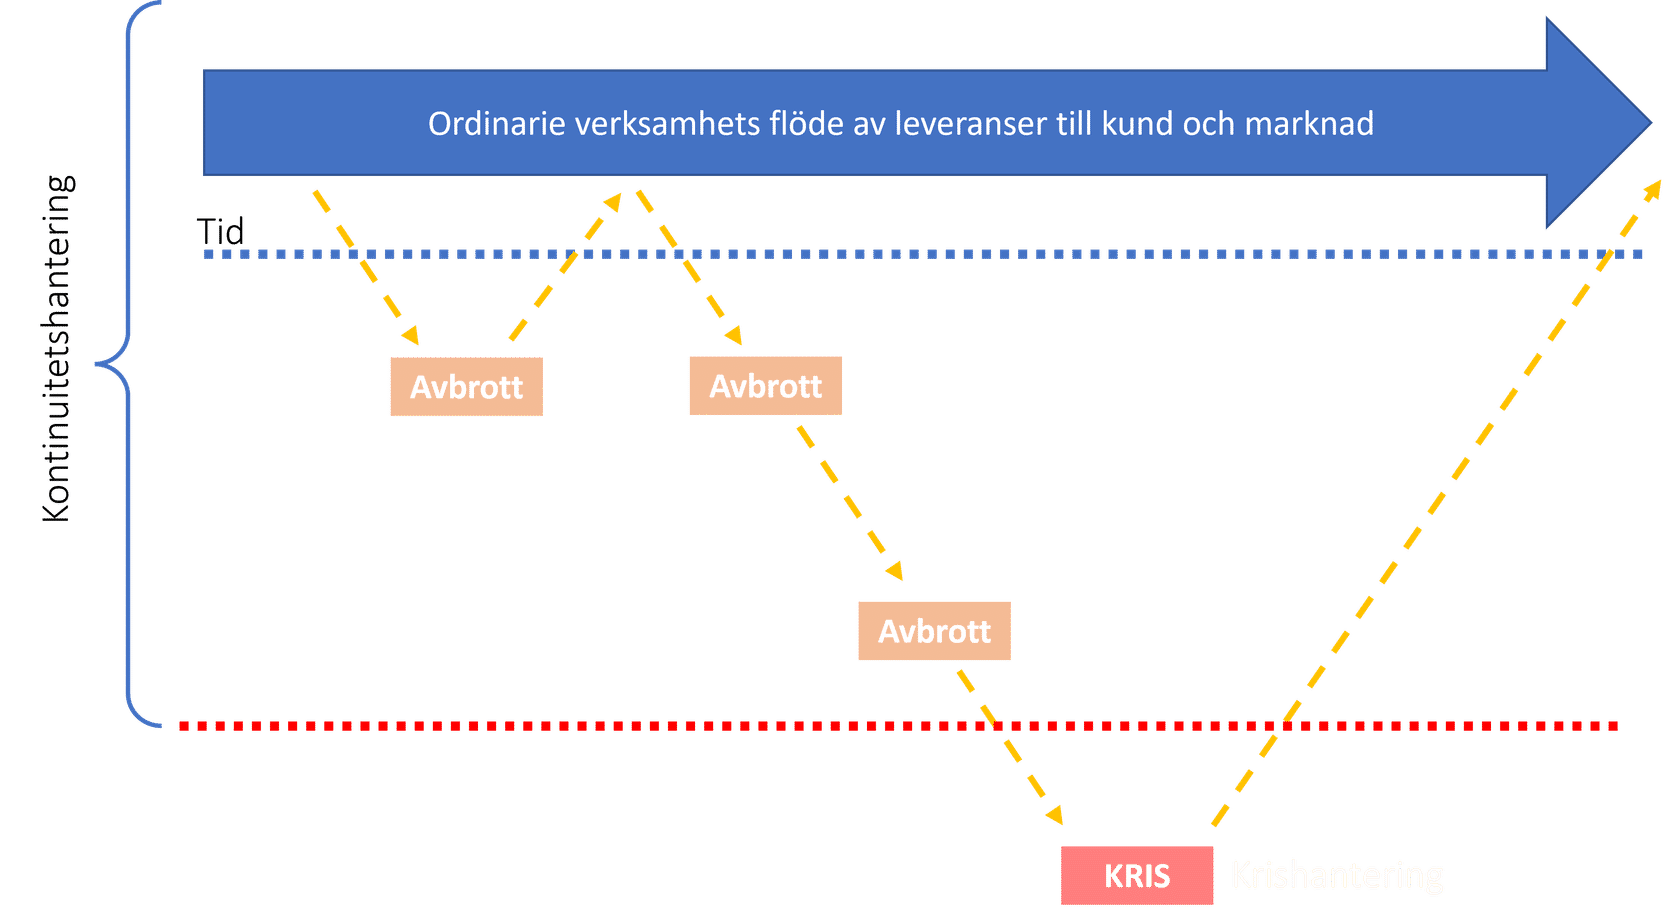 Ordinarie verksamhets flöde av leveranser till kund och marknad
Tid
Kontinuitetshantering
Avbrott
Avbrott
Avbrott
KRIS
Krishantering